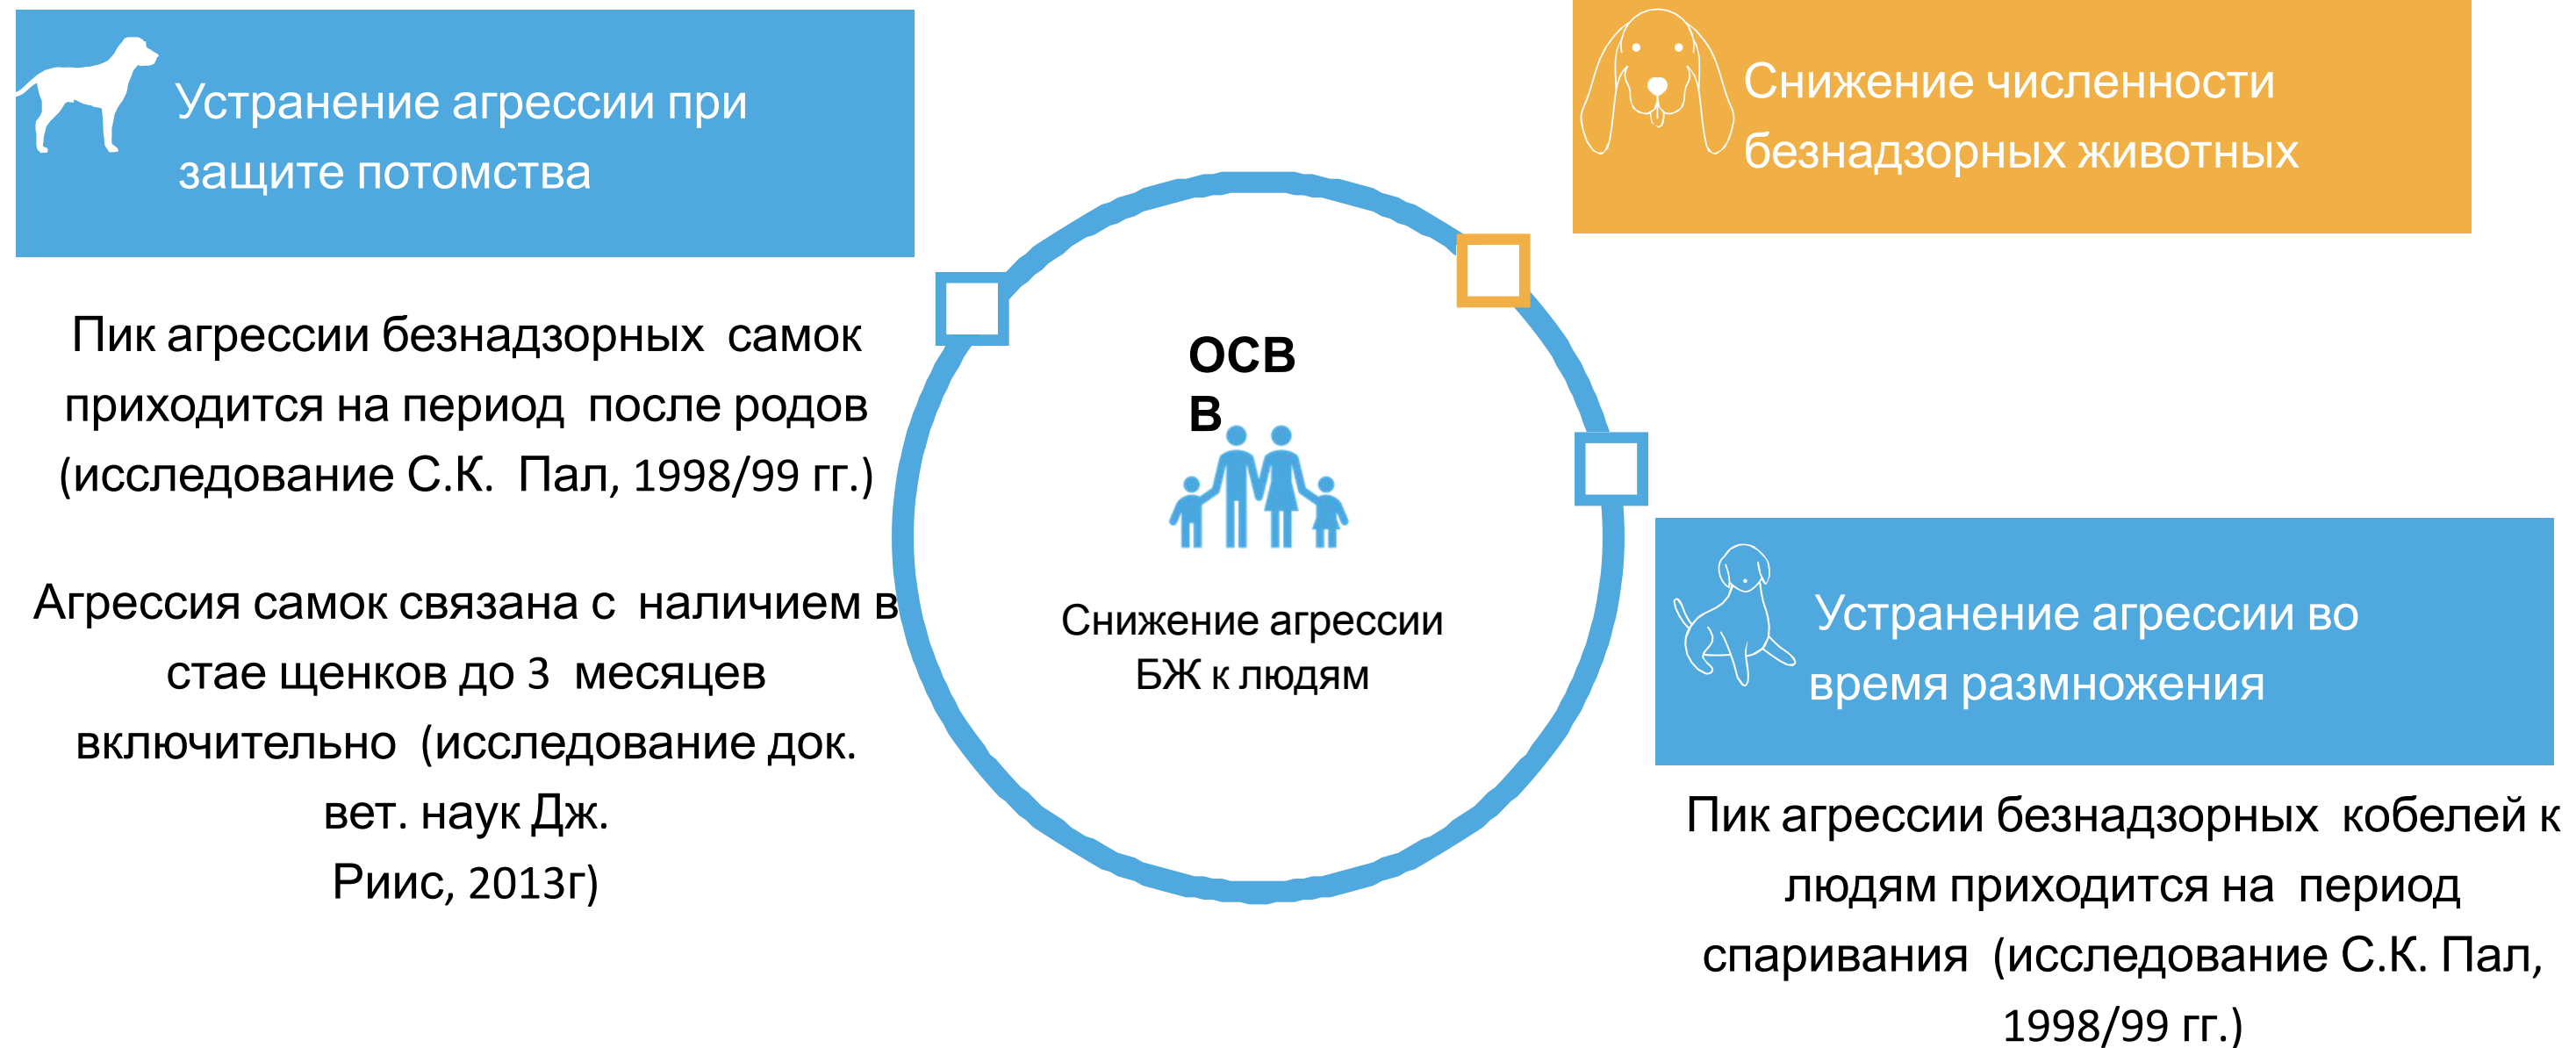 Устранение агрессии при
защите потомства
Пик агрессии безнадзорных самок
приходится на период после родов
(исследование С.К. Пал, 1998/99 гг.)
Агрессия самок связана с наличием в
стае щенков до 3 месяцев
включительно (исследование док.
вет. наук Дж.
Риис, 2013г)
ОСВ
В
Снижение агрессии
БЖ к людям
Снижение численности
безнадзорных животных
Устранение агрессии во
время размножения
Пик агрессии безнадзорных кобелей к
людям приходится на период
спаривания (исследование С.К. Пал,
1998/99 гг.)